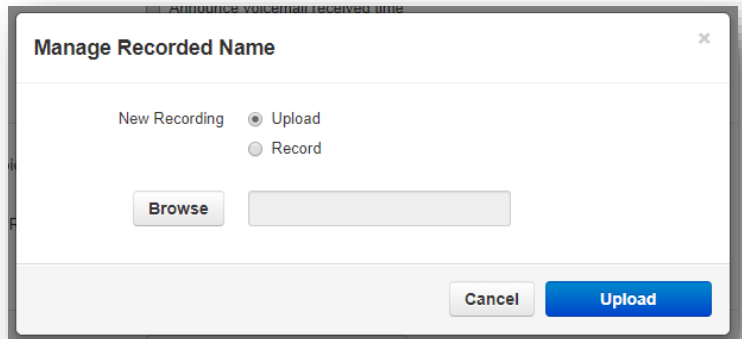 Announce voicemail received time
Manage Recorded Name
×
New Recording
Upload
Record
Browse
Cancel
Upload